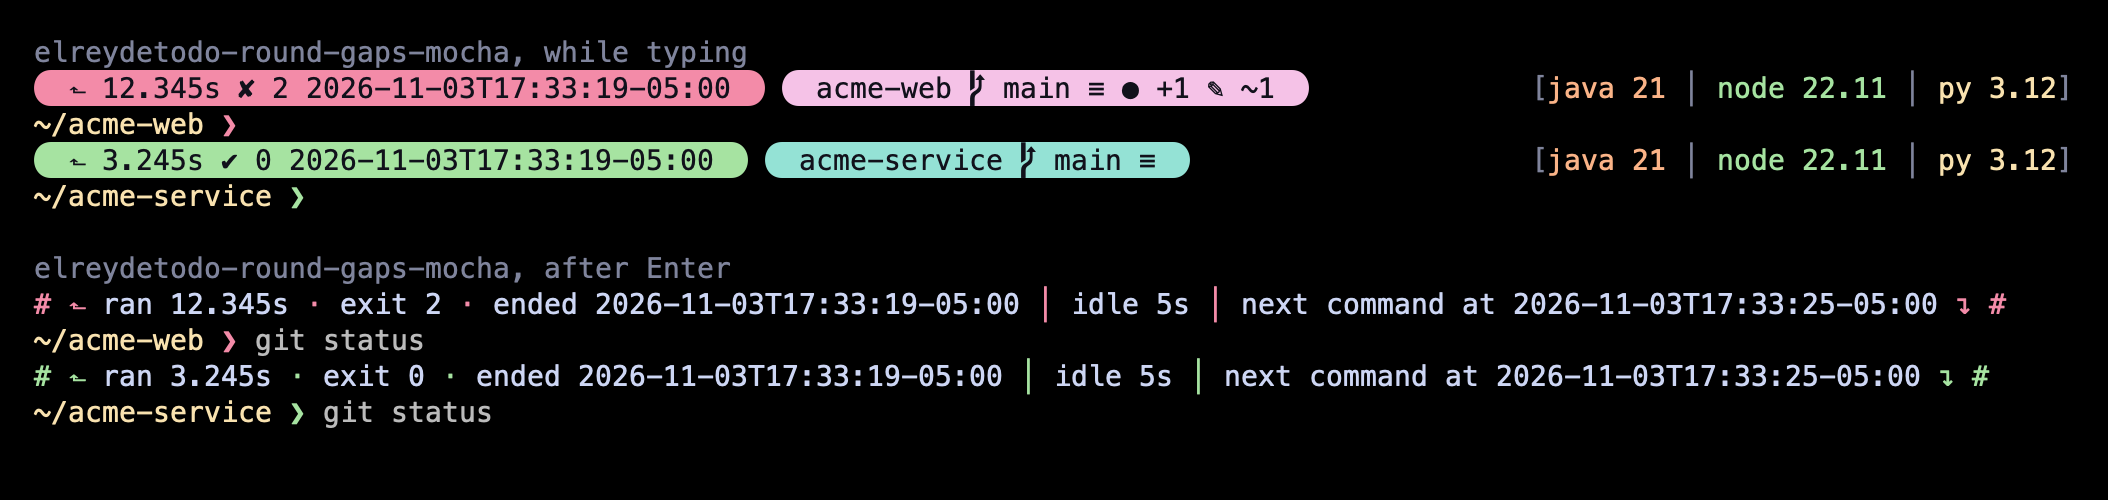 elreydetodo-round-gaps-mocha, while typing
⬑ 12.345s ✘ 2 2026-11-03T17:33:19-05:00 acme-web  main ≡ ● +1 ✎ ~1 [java 21 │ node 22.11 │ py 3.12]
~/acme-web ❯
⬑ 3.245s ✔ 0 2026-11-03T17:33:19-05:00 acme-service  main ≡ [java 21 │ node 22.11 │ py 3.12]
~/acme-service ❯
elreydetodo-round-gaps-mocha, after Enter
# ⬑ ran 12.345s · exit 2 · ended 2026-11-03T17:33:19-05:00 │ idle 5s │ next command at 2026-11-03T17:33:25-05:00 ↴ #
~/acme-web ❯ git status
# ⬑ ran 3.245s · exit 0 · ended 2026-11-03T17:33:19-05:00 │ idle 5s │ next command at 2026-11-03T17:33:25-05:00 ↴ #
~/acme-service ❯ git status